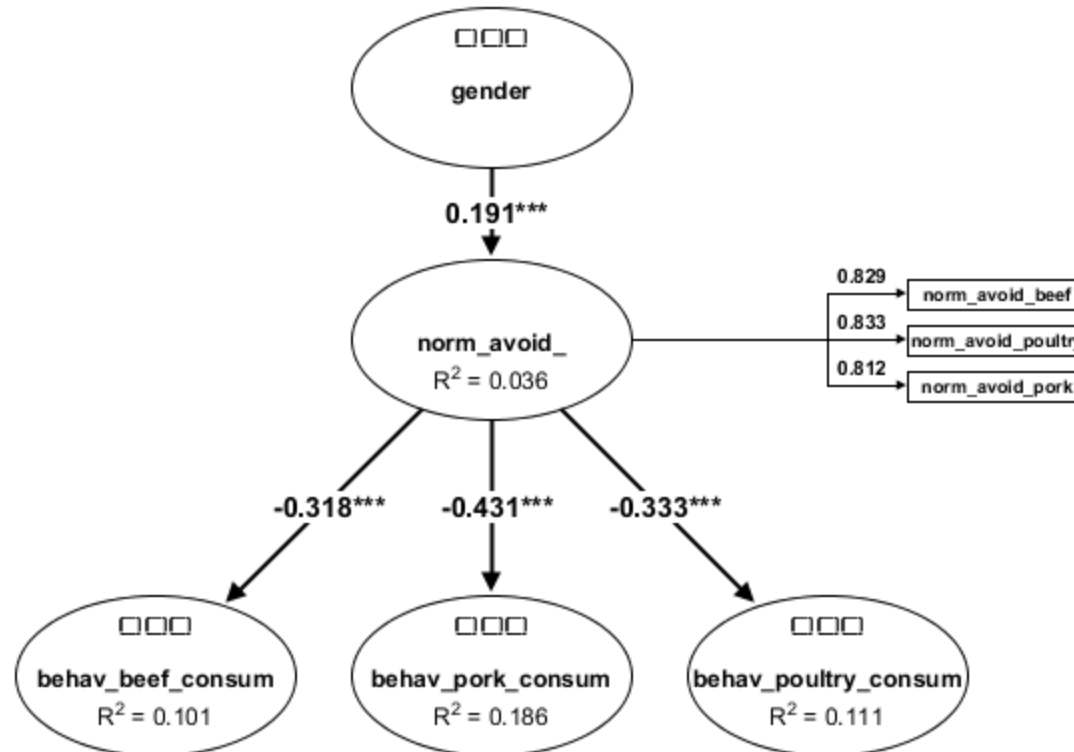 gender
0.191***
norm_avoid_
R² = 0.036
0.829
norm_avoid_beef
0.833
norm_avoid_poultry
0.812
norm_avoid_pork
-0.318***
-0.431***
-0.333***
behav_beef_consum
R² = 0.101
behav_pork_consum
R² = 0.186
behav_poultry_consum
R² = 0.111